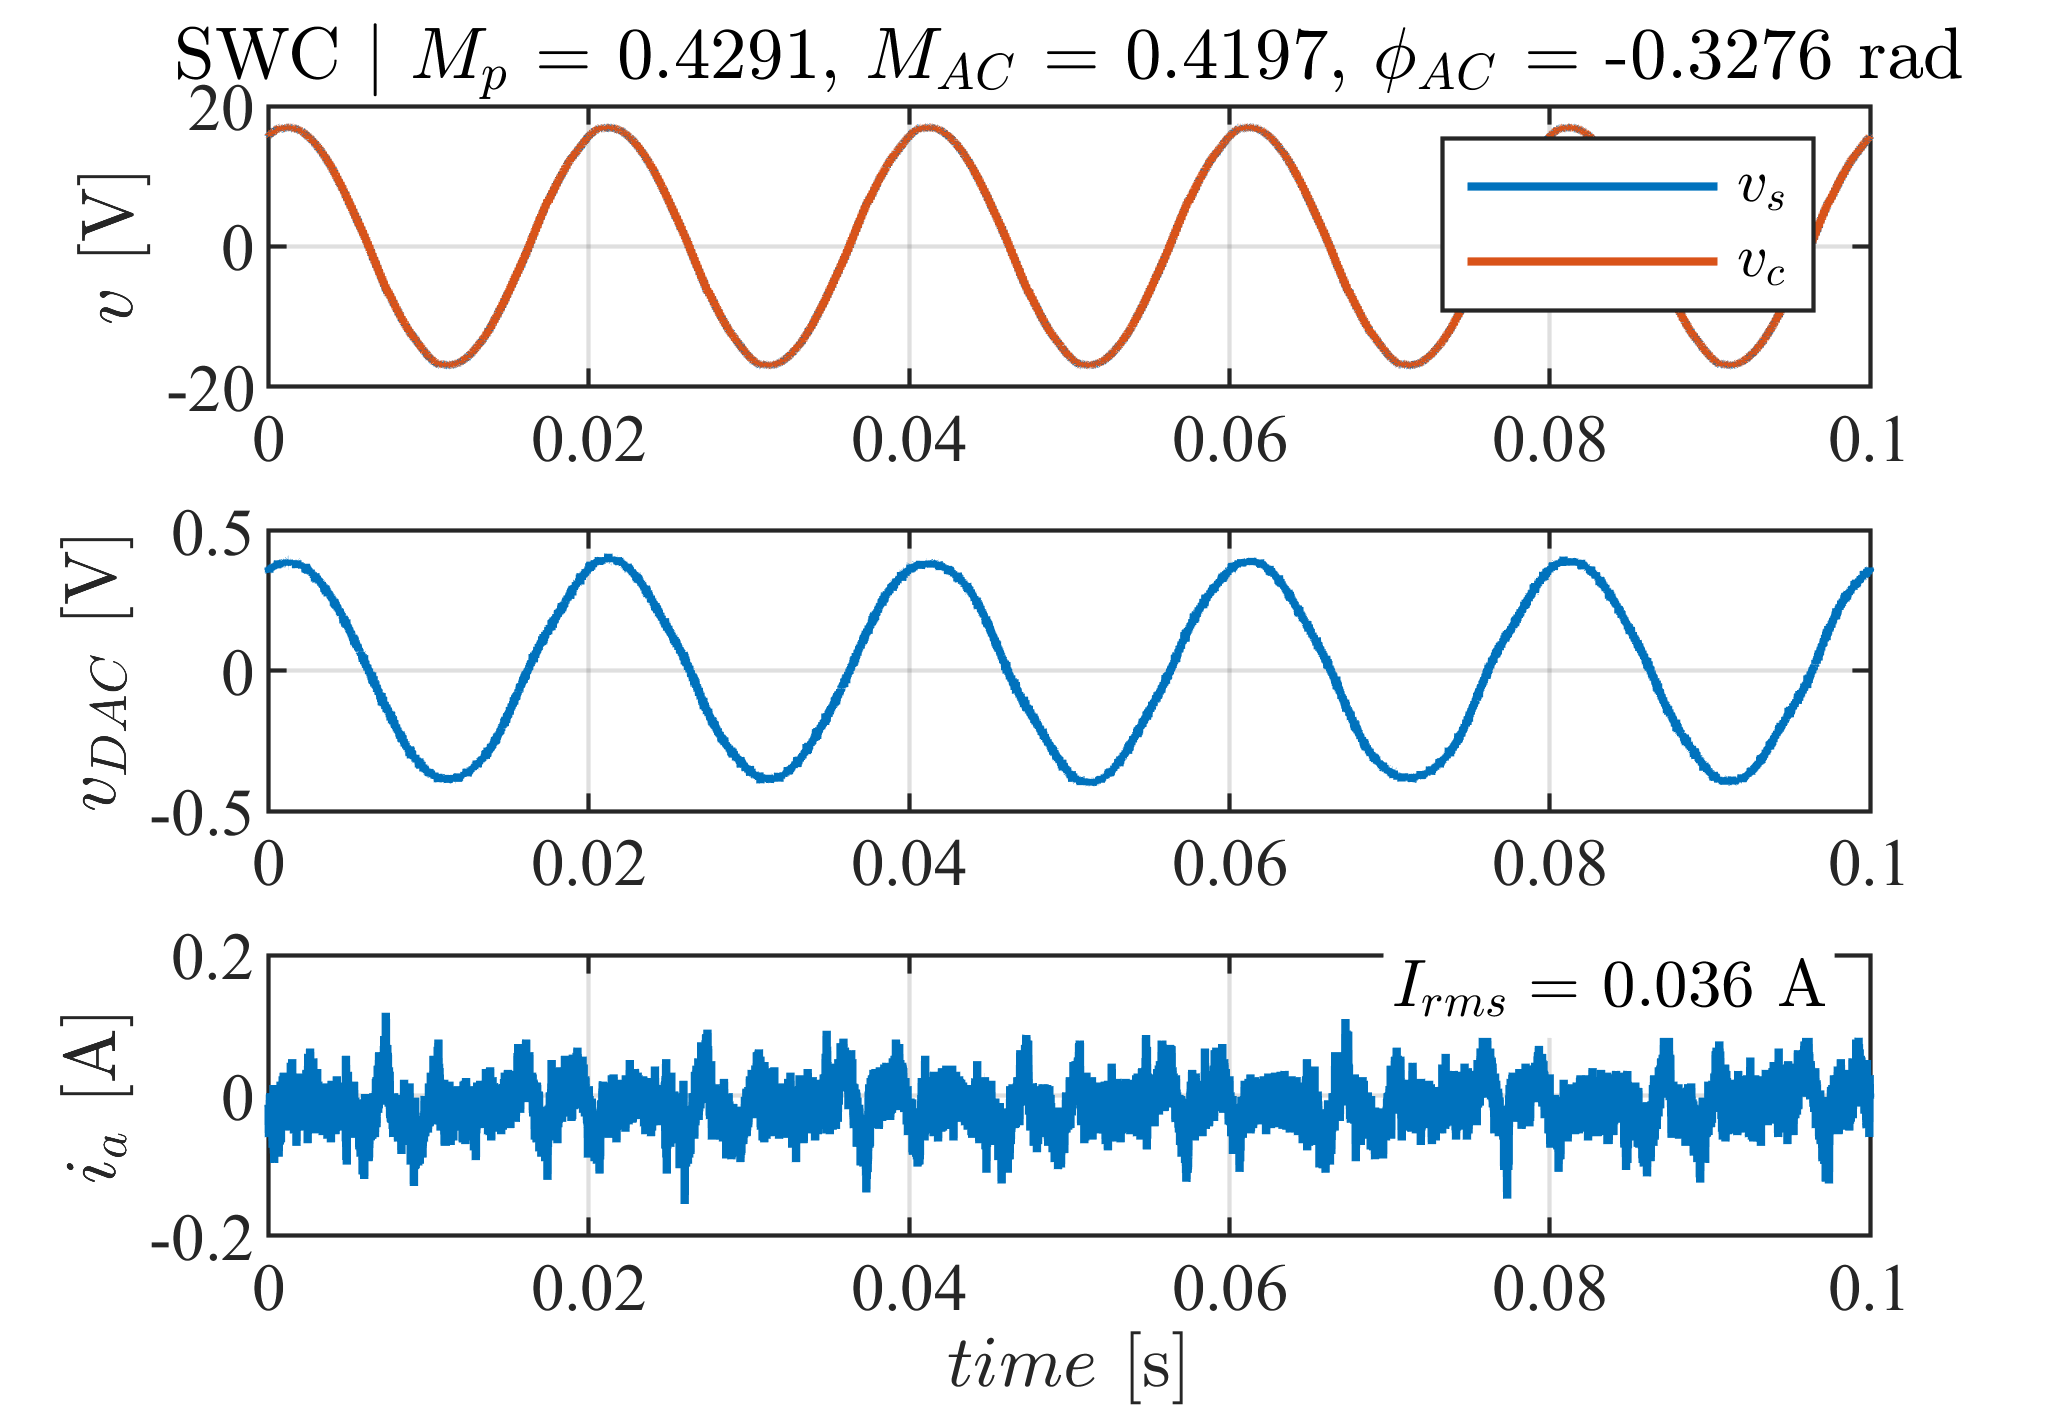 SWC | M_p = 0.4291, M_AC = 0.4197, ϕ_AC = -0.3276 rad
20
0
-20
v [V]
v_s
v_c
0 0.02 0.04 0.06 0.08 0.1
0.5
0
-0.5
v_DAC [V]
0 0.02 0.04 0.06 0.08 0.1
0.2
0
-0.2
i_a [A]
I_rms = 0.036 A
0 0.02 0.04 0.06 0.08 0.1
time [s]